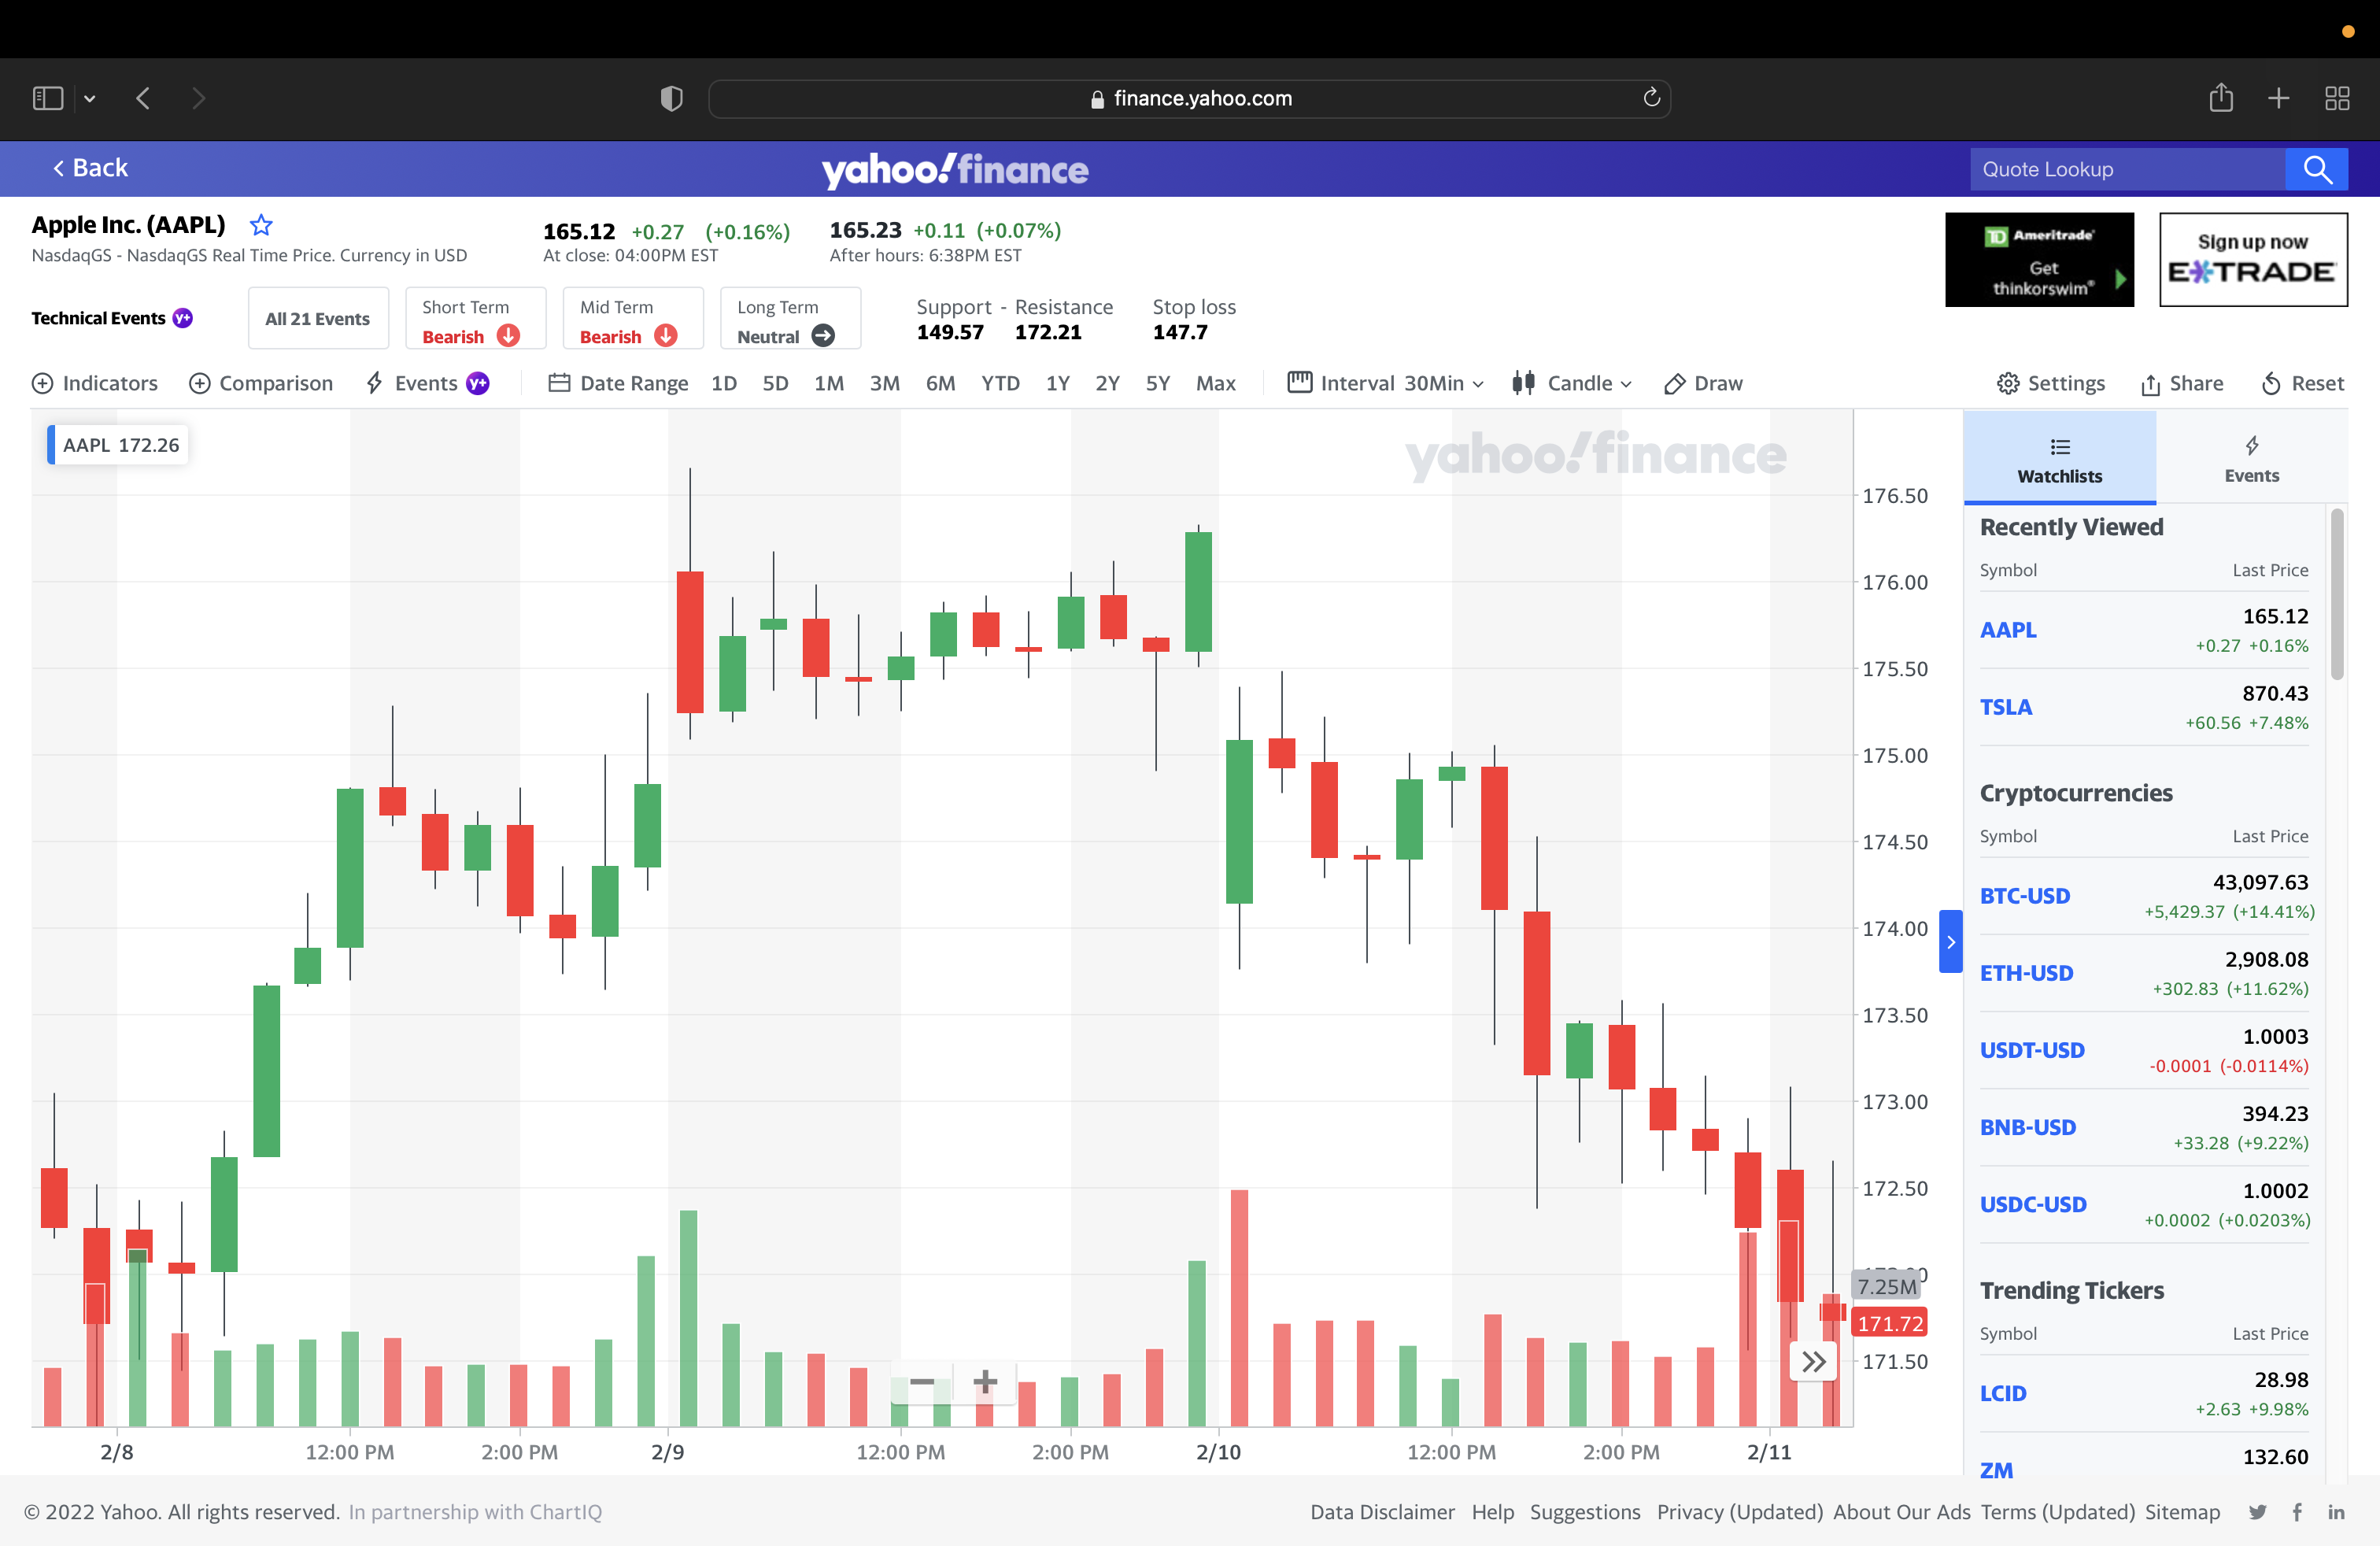 finance.yahoo.com
Back
yahoo!finance
Quote Lookup
Apple Inc. (AAPL)
NasdaqGS - NasdaqGS Real Time Price. Currency in USD
165.12 +0.27 (+0.16%)
At close: 04:00PM EST
165.23 +0.11 (+0.07%)
After hours: 6:38PM EST
TD Ameritrade
Get
thinkorswim®
Sign up now
E*TRADE
Technical Events y+
All 21 Events
Short Term
Bearish
Mid Term
Bearish
Long Term
Neutral
Support - Resistance
149.57 172.21
Stop loss
147.7
Indicators Comparison Events y+ Date Range 1D 5D 1M 3M 6M YTD 1Y 2Y 5Y Max Interval 30Min Candle Draw Settings Share Reset
AAPL 172.26
yahoo!finance
176.50
176.00
175.50
175.00
174.50
174.00
173.50
173.00
172.50
7.25M
171.72
171.50
2/8 12:00 PM 2:00 PM 2/9 12:00 PM 2:00 PM 2/10 12:00 PM 2:00 PM 2/11
Watchlists
Events
Recently Viewed
Symbol Last Price
AAPL 165.12
+0.27 +0.16%
TSLA 870.43
+60.56 +7.48%
Cryptocurrencies
Symbol Last Price
BTC-USD 43,097.63
+5,429.37 (+14.41%)
ETH-USD 2,908.08
+302.83 (+11.62%)
USDT-USD 1.0003
-0.0001 (-0.0114%)
BNB-USD 394.23
+33.28 (+9.22%)
USDC-USD 1.0002
+0.0002 (+0.0203%)
Trending Tickers
Symbol Last Price
LCID 28.98
+2.63 +9.98%
ZM 132.60
© 2022 Yahoo. All rights reserved. In partnership with ChartIQ
Data Disclaimer Help Suggestions Privacy (Updated) About Our Ads Terms (Updated) Sitemap